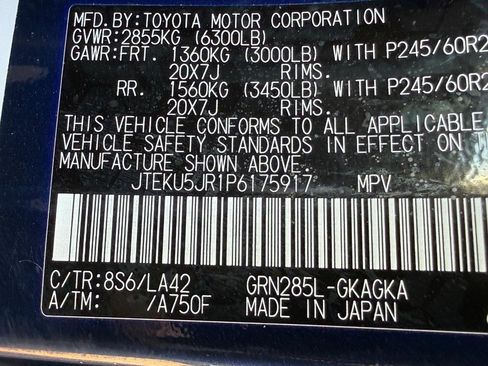 MFD.BY:TOYOTA MOTOR CORPORATION
GVWR:2855KG (6300LB)
GAWR:FRT. 1360KG (3000LB) WITH P245/60R2
20X7J RIMS.
RR. 1560KG (3450LB) WITH P245/60R2
20X7J RIMS.
THIS VEHICLE CONFORMS TO ALL APPLICABLE
VEHICLE SAFETY STANDARDS IN EFFECT ON T
MANUFACTURE SHOWN ABOVE.
JTEKU5JR1P6175917 MPV
C/TR:8S6/LA42 GRN285L-GKAGKA
A/TM: /A750F MADE IN JAPAN